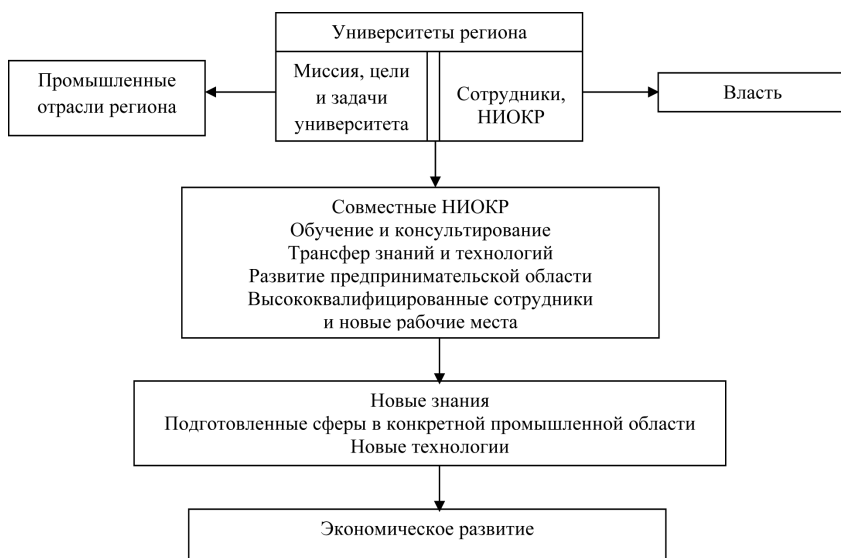 Университеты региона
Промышленные
отрасли региона
Миссия, цели
и задачи
университета
Сотрудники,
НИОКР
Власть
Совместные НИОКР
Обучение и консультирование
Трансфер знаний и технологий
Развитие предпринимательской области
Высококвалифицированные сотрудники
и новые рабочие места
Новые знания
Подготовленные сферы в конкретной промышленной области
Новые технологии
Экономическое развитие